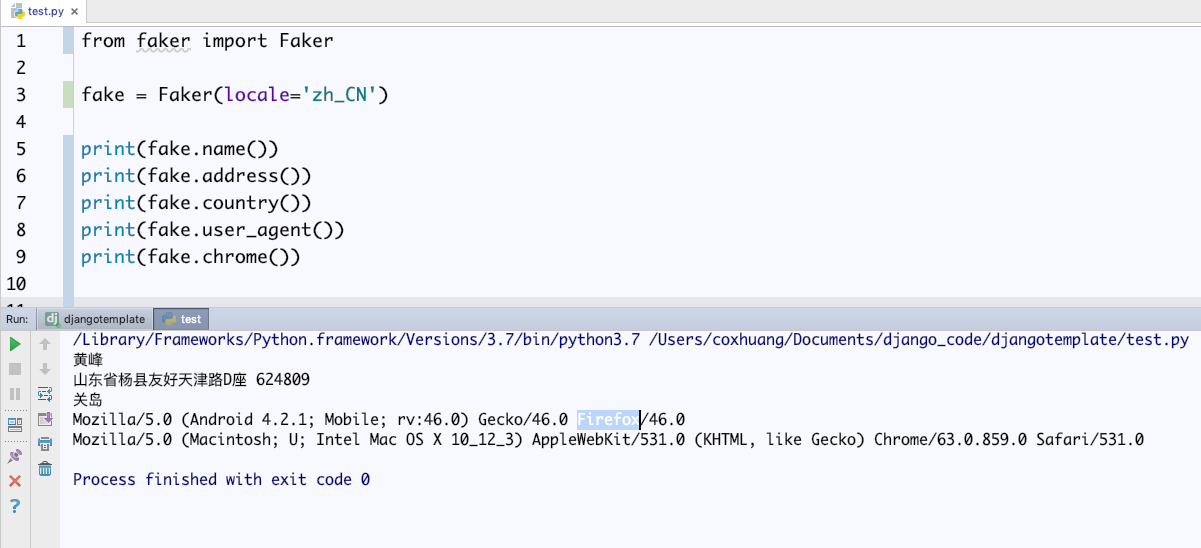 test.py ×
1 from faker import Faker
2
3 fake = Faker(locale='zh_CN')
4
5 print(fake.name())
6 print(fake.address())
7 print(fake.country())
8 print(fake.user_agent())
9 print(fake.chrome())
10
11
Run: dj djangotemplate test
/Library/Frameworks/Python.framework/Versions/3.7/bin/python3.7 /Users/coxhuang/Documents/django_code/djangotemplate/test.py
黄峰
山东省杨县友好天津路D座 624809
关岛
Mozilla/5.0 (Android 4.2.1; Mobile; rv:46.0) Gecko/46.0 Firefox/46.0
Mozilla/5.0 (Macintosh; U; Intel Mac OS X 10_12_3) AppleWebKit/531.0 (KHTML, like Gecko) Chrome/63.0.859.0 Safari/531.0
Process finished with exit code 0